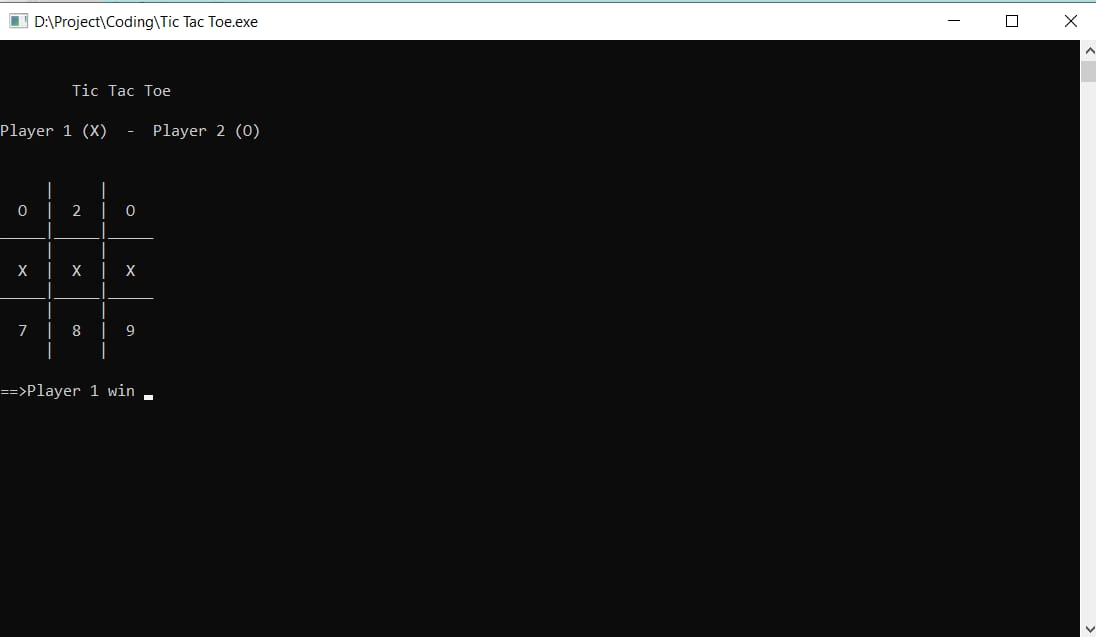 D:\Project\Coding\Tic Tac Toe.exe
Tic Tac Toe
Player 1 (X)  -  Player 2 (O)
O | 2 | O
X | X | X
7 | 8 | 9
==>Player 1 win